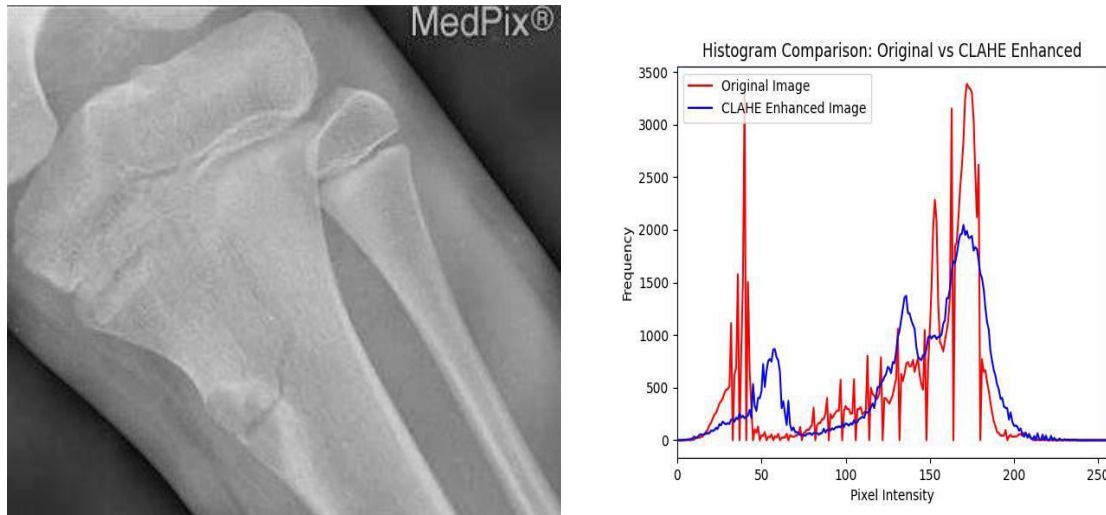 MedPix®
Histogram Comparison: Original vs CLAHE Enhanced
Original Image
CLAHE Enhanced Image
3500
3000
2500
2000
1500
1000
500
0
Frequency
0 50 100 150 200 250
Pixel Intensity